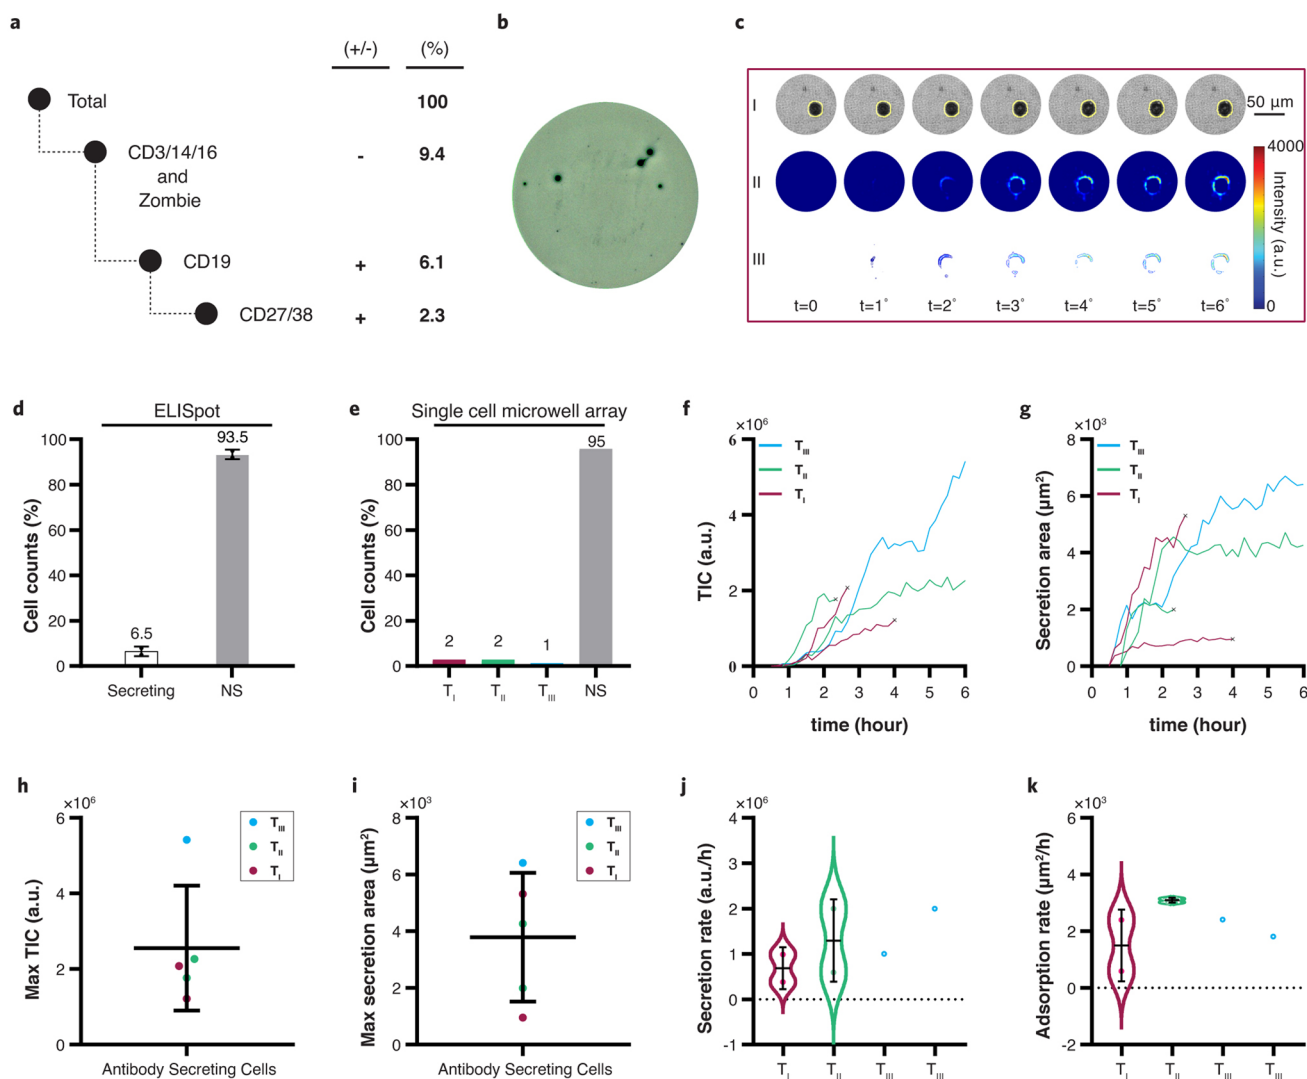 a
(+/-) (%)
Total 100
CD3/14/16 - 9.4
and
Zombie
CD19 + 6.1
CD27/38 + 2.3
b
c
I
50 µm
II
III
4000
Intensity (a.u.)
0
t=0 t=1° t=2° t=3° t=4° t=5° t=6°
d
ELISpot
Cell counts (%)
100
80
60
40
20
0
6.5
93.5
Secreting NS
e
Single cell microwell array
Cell counts (%)
100
80
60
40
20
0
2 2 1 95
TI TII TIII NS
f
×10⁶
TIC (a.u.)
6
4
2
0
TIII
TII
TI
0 1 2 3 4 5 6
time (hour)
g
×10³
Secretion area (µm²)
8
6
4
2
0
TIII
TII
TI
0 1 2 3 4 5 6
time (hour)
h
×10⁶
Max TIC (a.u.)
6
4
2
0
TIII
TII
TI
Antibody Secreting Cells
i
×10³
Max secretion area (µm²)
8
6
4
2
0
TIII
TII
TI
Antibody Secreting Cells
j
×10⁶
Secretion rate (a.u./h)
4
3
2
1
0
-1
TI TII TIII TIII
k
×10³
Adsorption rate (µm²/h)
6
4
2
0
-2
TI TII TIII TIII